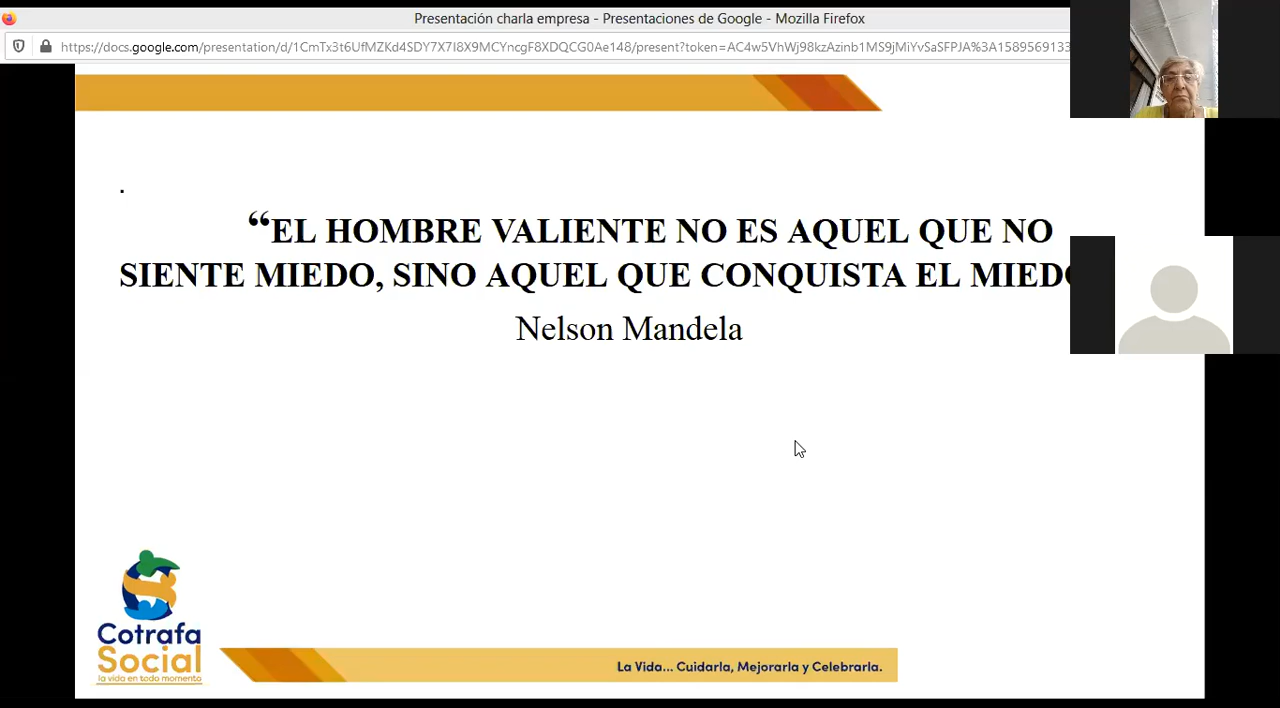 Presentación charla empresa - Presentaciones de Google - Mozilla Firefox
https://docs.google.com/presentation/d/1CmTx3t6UfMZKd4SDY7X7I8X9MCYncgF8XDQCG0Ae148/present?token=AC4w5VhWj98kzAzinb1MS9jMiYvSaSFPJA%3A1589569133
.
“EL HOMBRE VALIENTE NO ES AQUEL QUE NO
SIENTE MIEDO, SINO AQUEL QUE CONQUISTA EL MIEDO
Nelson Mandela
Cotrafa
Social
la vida en todo momento
La Vida... Cuidarla, Mejorarla y Celebrarla.